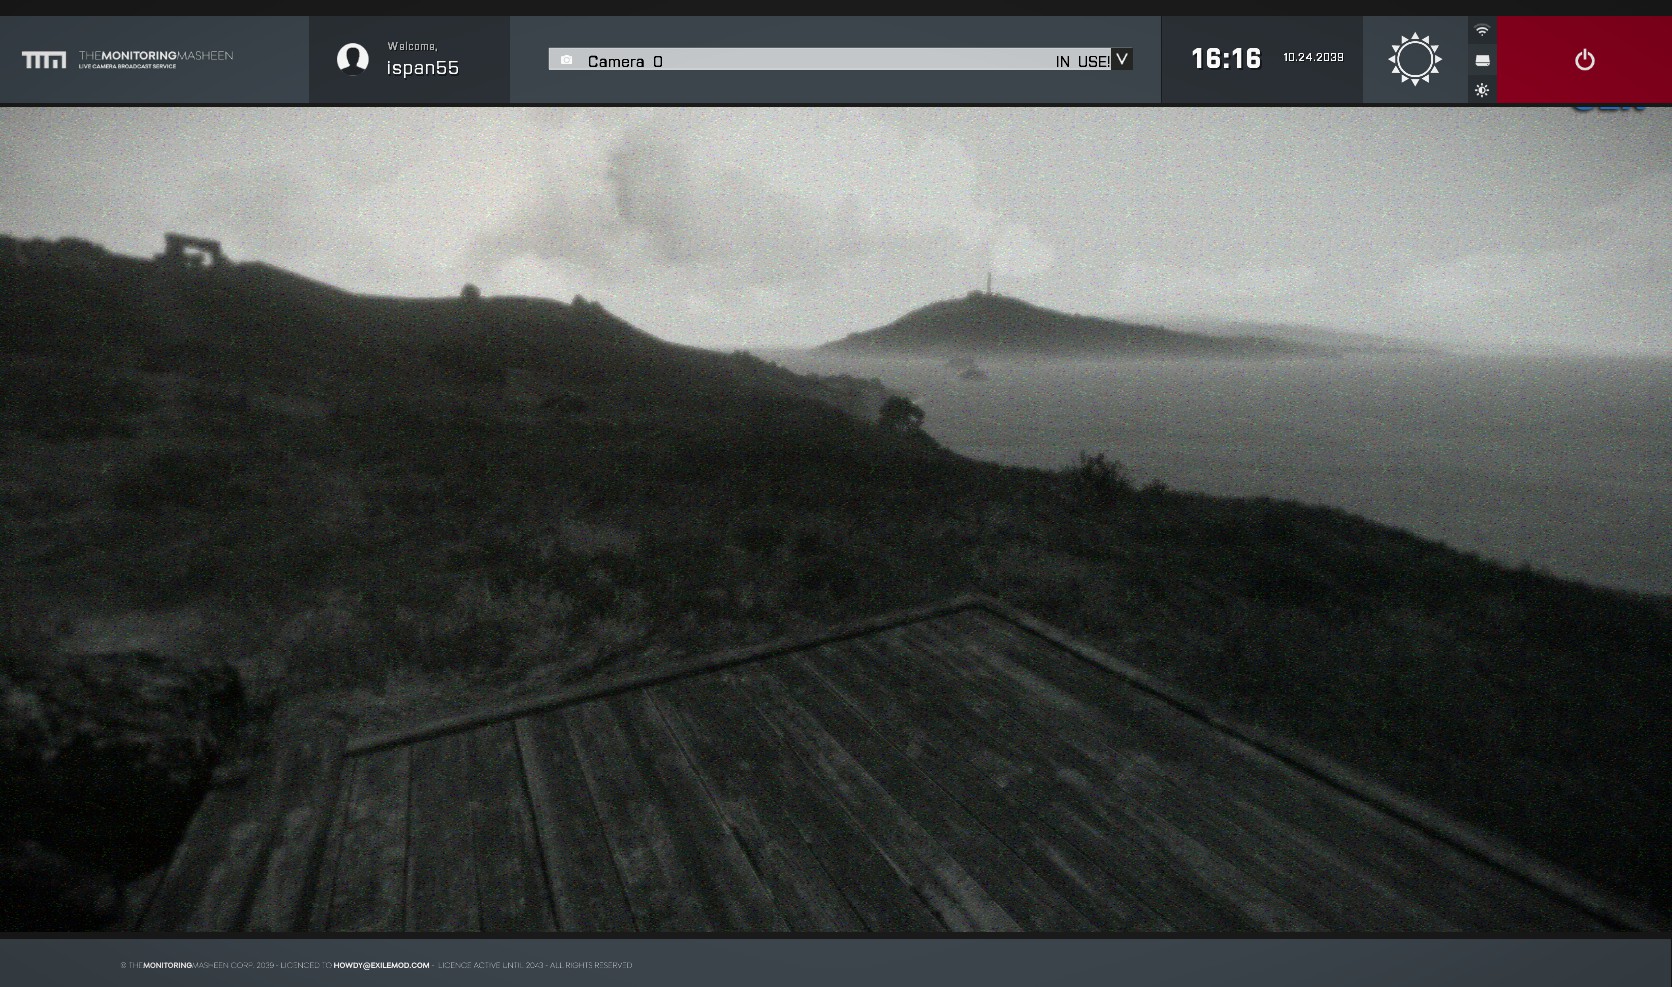 THEMONITORINGMASHEEN
LIVE CAMERA BROADCAST SERVICE
Welcome,
ispan55
Camera 0
IN USE!
V
16:16
10.24.2039
© THEMONITORINGMASHEEN CORP. 2039 - LICENCED TO HOWDY@EXILEMOD.COM - LICENCE ACTIVE UNTIL 2043 - ALL RIGHTS RESERVED